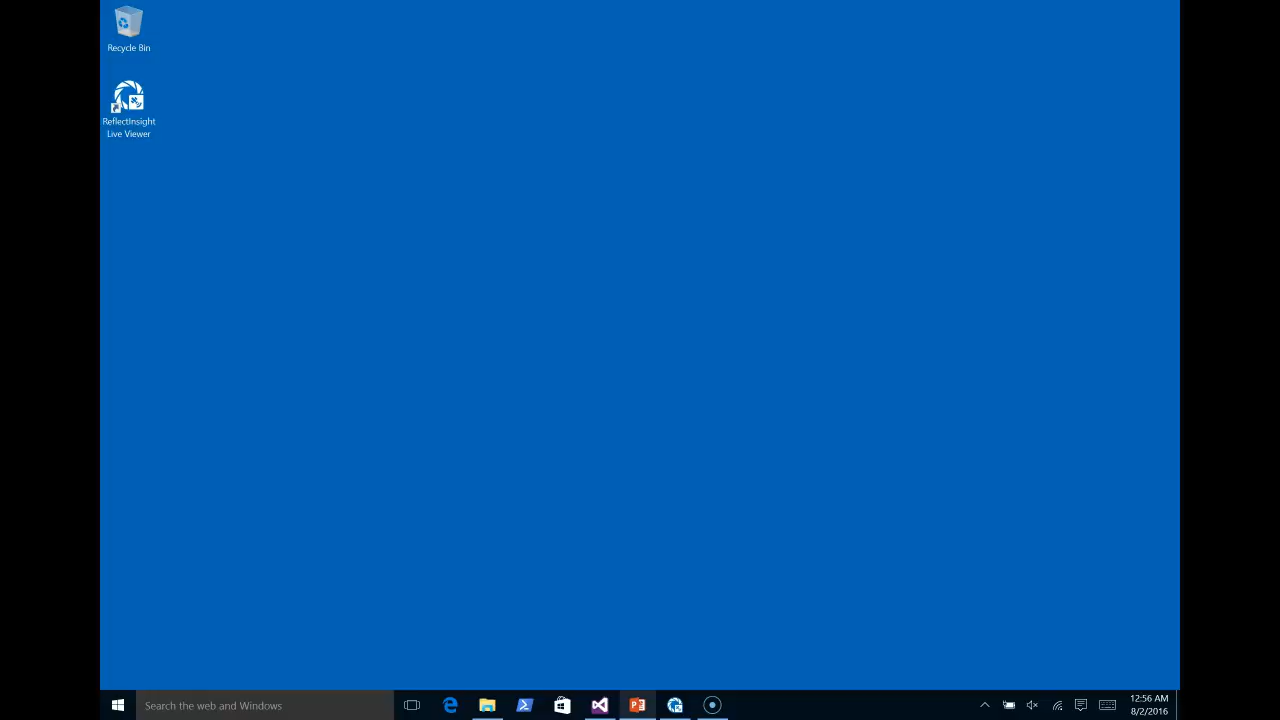 Recycle Bin
ReflectInsight
Live Viewer
Search the web and Windows
12:56 AM
8/2/2016